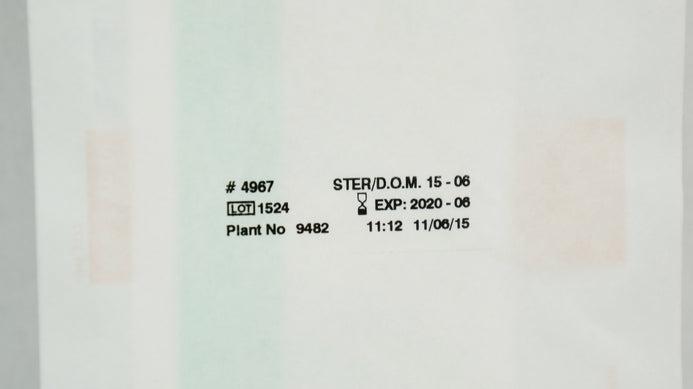 # 4967 STER/D.O.M. 15 - 06
LOT 1524 EXP: 2020 - 06
Plant No 9482 11:12 11/06/15